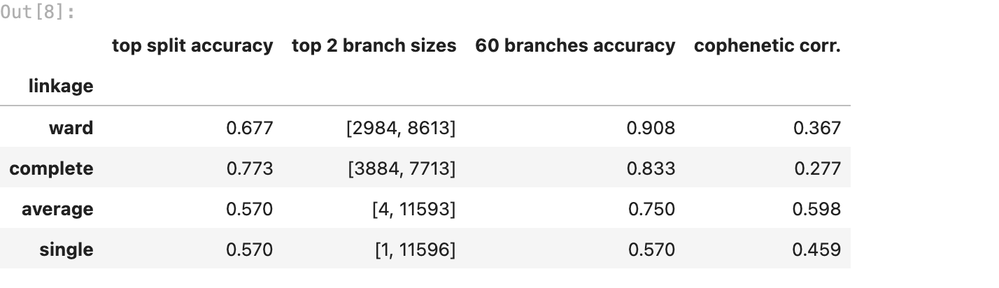 Out[8]:
top split accuracy top 2 branch sizes 60 branches accuracy cophenetic corr.
linkage
ward 0.677 [2984, 8613] 0.908 0.367
complete 0.773 [3884, 7713] 0.833 0.277
average 0.570 [4, 11593] 0.750 0.598
single 0.570 [1, 11596] 0.570 0.459